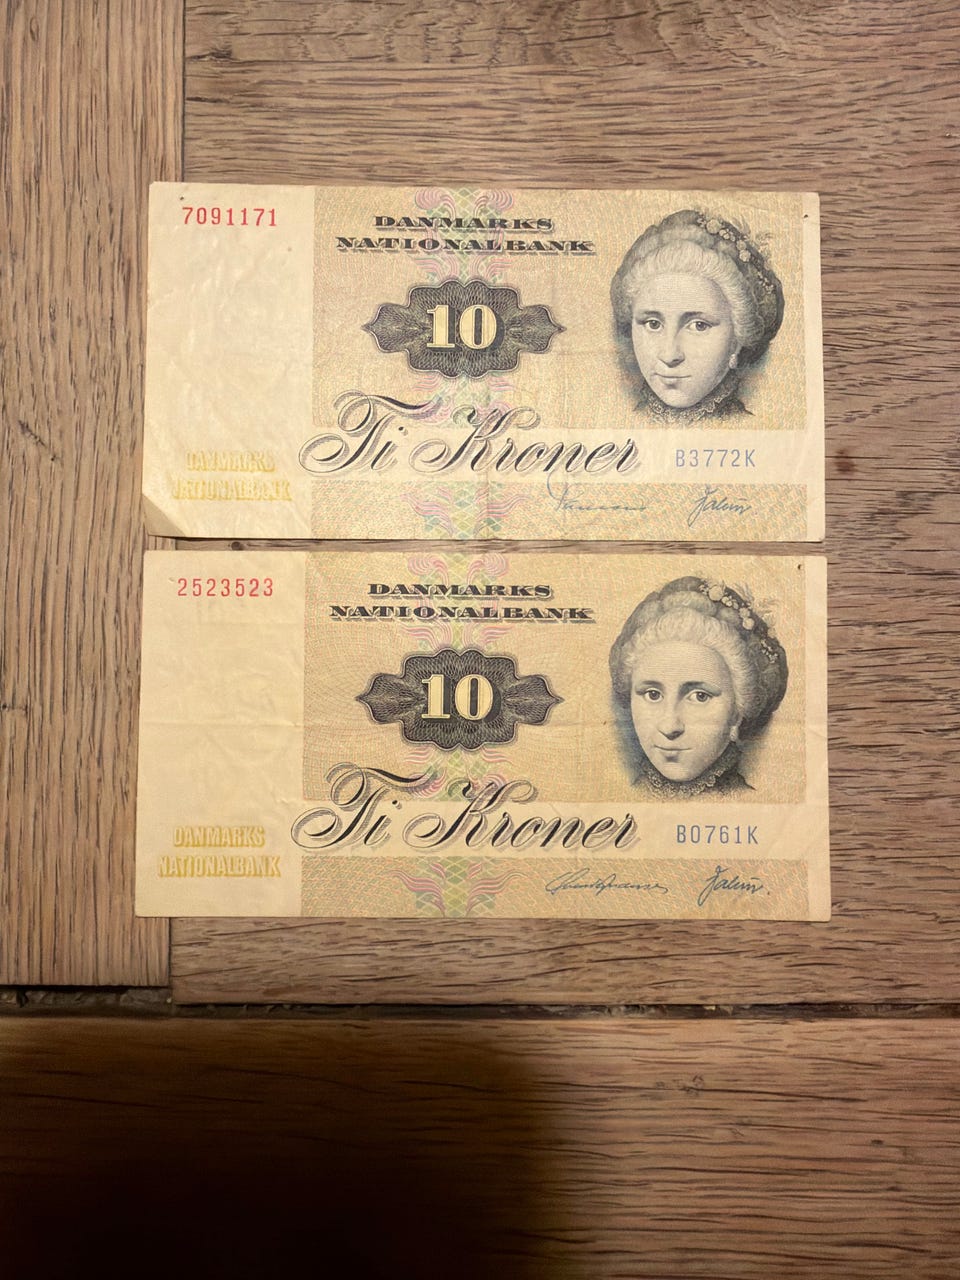 7091171
DANMARKS
NATIONALBANK
10
Ti Kroner
B3772K
DANMARKS
NATIONALBANK
2523523
DANMARKS
NATIONALBANK
10
Ti Kroner
B0761K
DANMARKS
NATIONALBANK